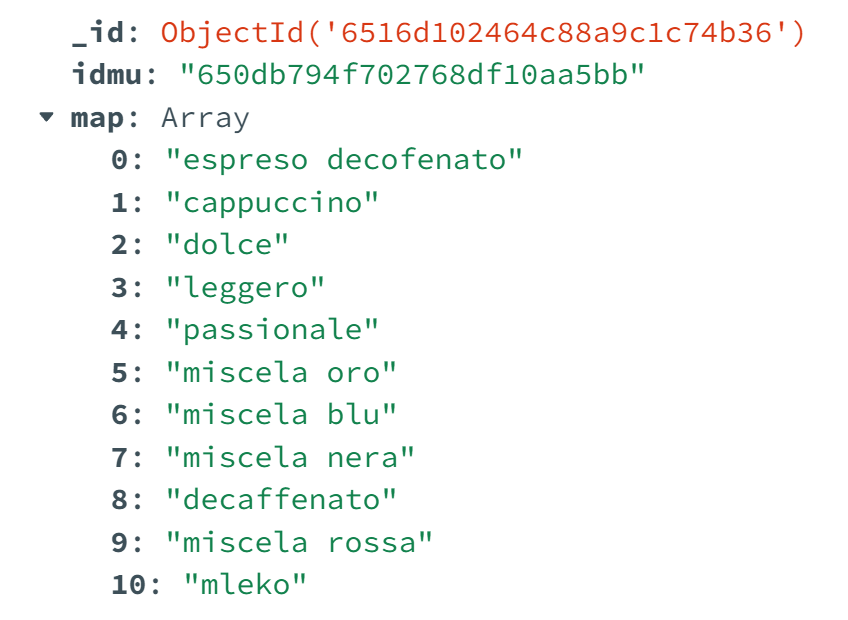 _id: ObjectId('6516d102464c88a9c1c74b36')
idmu: "650db794f702768df10aa5bb"
map: Array
0: "espreso decofenato"
1: "cappuccino"
2: "dolce"
3: "leggero"
4: "passionale"
5: "miscela oro"
6: "miscela blu"
7: "miscela nera"
8: "decaffenato"
9: "miscela rossa"
10: "mleko"